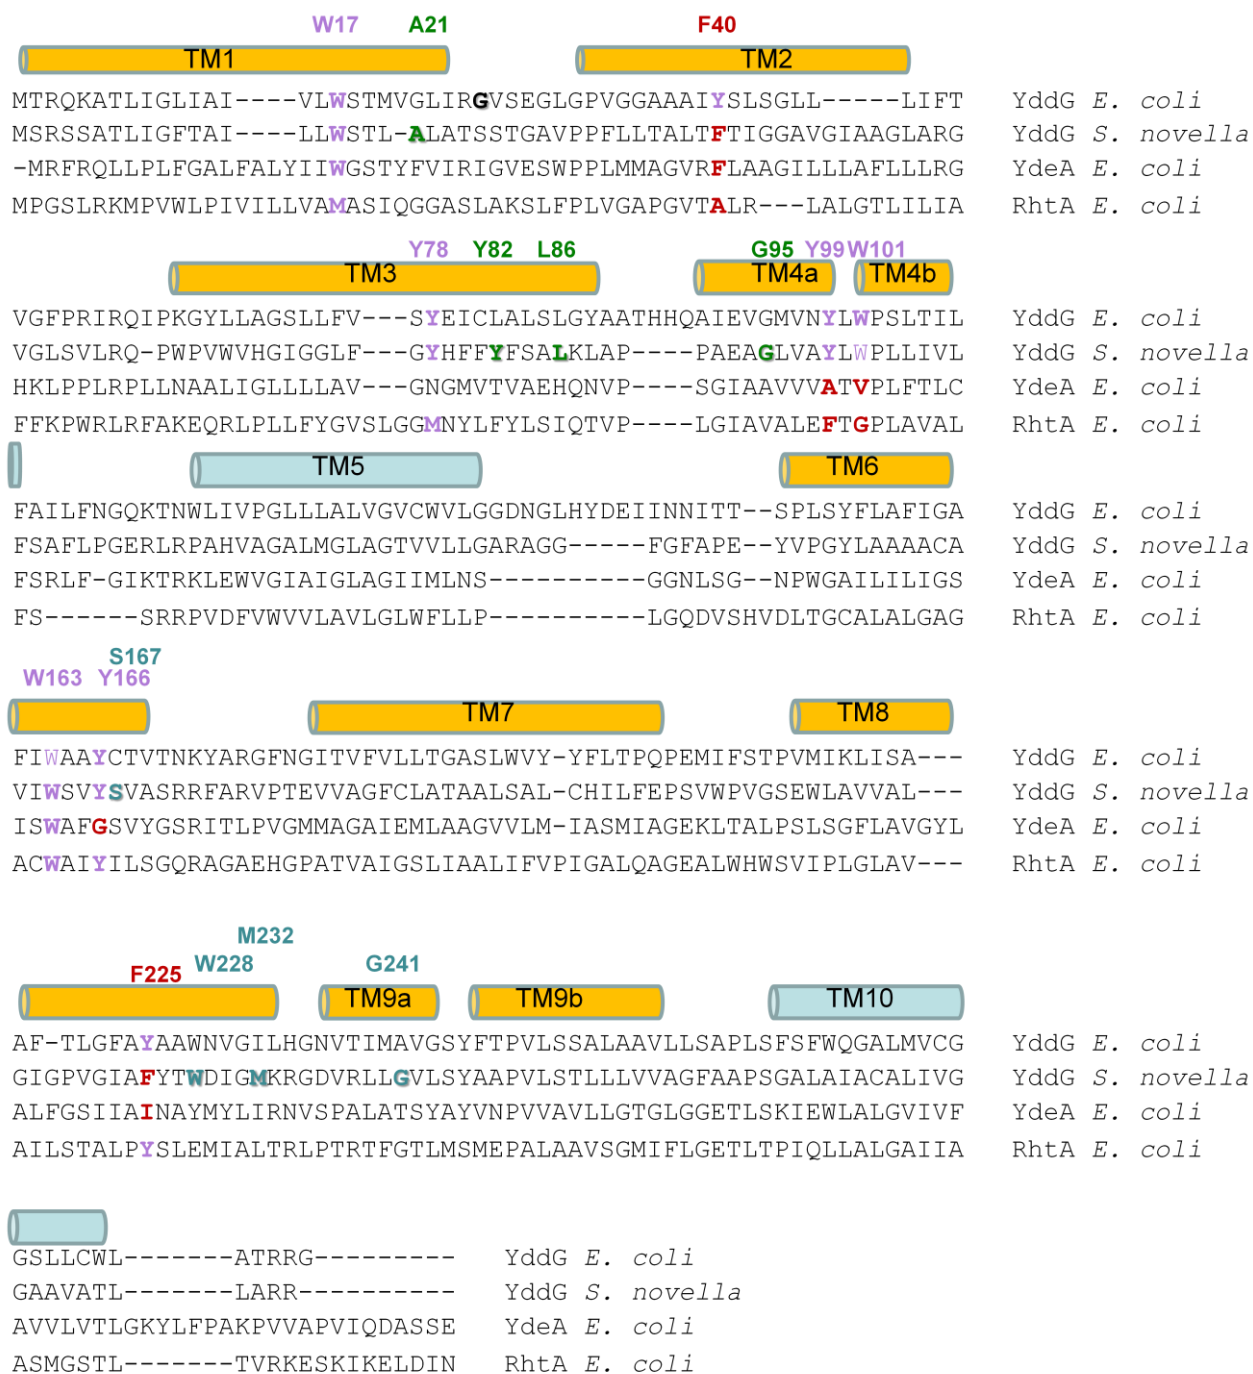 W17 A21 F40
TM1 TM2
MTRQKATLIGLIAI----VLWSTMVGLIRGVSEGLGPVGGAAAIYSLSGLL-----LIFT YddG E. coli
MSRSSATLIGFTAI----LLWSTL-ALATSSTGAVPPFLLTALTFTIGGAVGIAAGLARG YddG S. novella
-MRFRQLLPLFGALFALYIIWGSTYFVIRIGVESWPPLMMAGVRFLAAGILLLAFLLLRG YdeA E. coli
MPGSLRKMPVWLPIVILLVAMASIQGGASLAKSLFPLVGAPGVTALR---LALGTLILIA RhtA E. coli
Y78 Y82 L86 G95 Y99 W101
TM3 TM4a TM4b
VGFPRIRQIPKGYLLAGSLLFV---SYEICLALSLGYAATHHQAIEVGMVNYLWPSLTIL YddG E. coli
VGLSVLRQ-PWPVWVHGIGGLF---GYHFFYFSALKLAP----PAEAGLVAYLWPLLIVL YddG S. novella
HKLPPLRPLLNAALIGLLLLAV---GNGMVTVAEHQNVP----SGIAAVVVATVPLFTLC YdeA E. coli
FFKPWRLRFAKEQRLPLLFYGVSLGGMNYLFYLSIQTVP----LGIAVALEFTGPLAVAL RhtA E. coli
TM5 TM6
FAILFNGQKTNWLIVPGLLLALVGVCWVLGGDNGLHYDEIINNITT--SPLSYFLAFIGA YddG E. coli
FSAFLPGERLRPAHVAGALMGLAGTVVLLGARAGG-----FGFAPE--YVPGYLAAAACA YddG S. novella
FSRLF-GIKTRKLEWVGIAIGLAGIIMLNS----------GGNLSG--NPWGAILILIGS YdeA E. coli
FS------SRRPVDFVWVVLAVLGLWFLLP----------LGQDVSHVDLTGCALALGAG RhtA E. coli
S167
W163 Y166
TM7 TM8
FIWAAYCTVTNKYARGFNGITVFVLLTGASLWVY-YFLTPQPEMIFSTPVMIKLISA--- YddG E. coli
VIWSVYSVASRRFARVPTEVVAGFCLATAALSAL-CHILFEPSVWPVGSEWLAVVAL--- YddG S. novella
ISWAFGSVYGSRITLPVGMMAGAIEMLAAGVVLM-IASMIAGEKLTALPSLSGFLAVGYL YdeA E. coli
ACWAIYILSGQRAGAEHGPATVAIGSLIAALIFVPIGALQAGEALWHWSVIPLGLAV--- RhtA E. coli
M232
F225 W228 G241
TM9a TM9b TM10
AF-TLGFAYAAWNVGILHGNVTIMAVGSYFTPVLSSALAAVLLSAPLSFSFWQGALMVCG YddG E. coli
GIGPVGIAFYTWDIGMKRGDVRLLGVLSYAAPVLSTLLLVVAGFAAPSGALAIACALIVG YddG S. novella
ALFGSIIAINAYMYLIRNVSPALATSYAYVNPVVAVLLGTGLGGETLSKIEWLALGVIVF YdeA E. coli
AILSTALPYSLEMIALTRLPTRTFGTLMSMEPALAAVSGMIFLGETLTPIQLLALGAIIA RhtA E. coli
GSLLCWL-------ATRRG--------- YddG E. coli
GAAVATL-------LARR---------- YddG S. novella
AVVLVTLGKYLFPAKPVVAPVIQDASSE YdeA E. coli
ASMGSTL-------TVRKESKIKELDIN RhtA E. coli